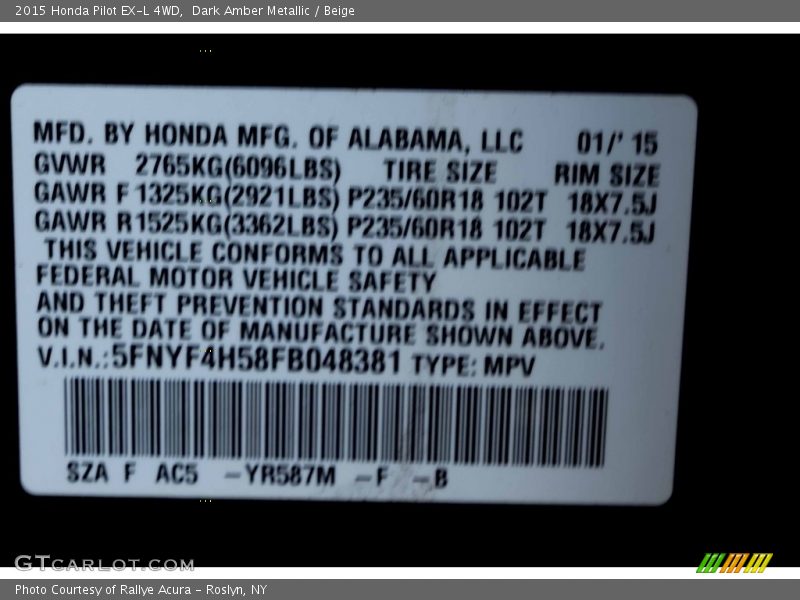 2015 Honda Pilot EX-L 4WD,  Dark Amber Metallic / Beige
MFD. BY HONDA MFG. OF ALABAMA, LLC 01/' 15
GVWR 2765KG(6096LBS) TIRE SIZE RIM SIZE
GAWR F 1325KG(2921LBS) P235/60R18 102T 18X7.5J
GAWR R1525KG(3362LBS) P235/60R18 102T 18X7.5J
THIS VEHICLE CONFORMS TO ALL APPLICABLE
FEDERAL MOTOR VEHICLE SAFETY
AND THEFT PREVENTION STANDARDS IN EFFECT
ON THE DATE OF MANUFACTURE SHOWN ABOVE.
V.I.N.:5FNYF4H58FB048381 TYPE: MPV
SZA F AC5 -YR587M -F -B
GTCARLOT.COM
Photo Courtesy of Rallye Acura - Roslyn, NY